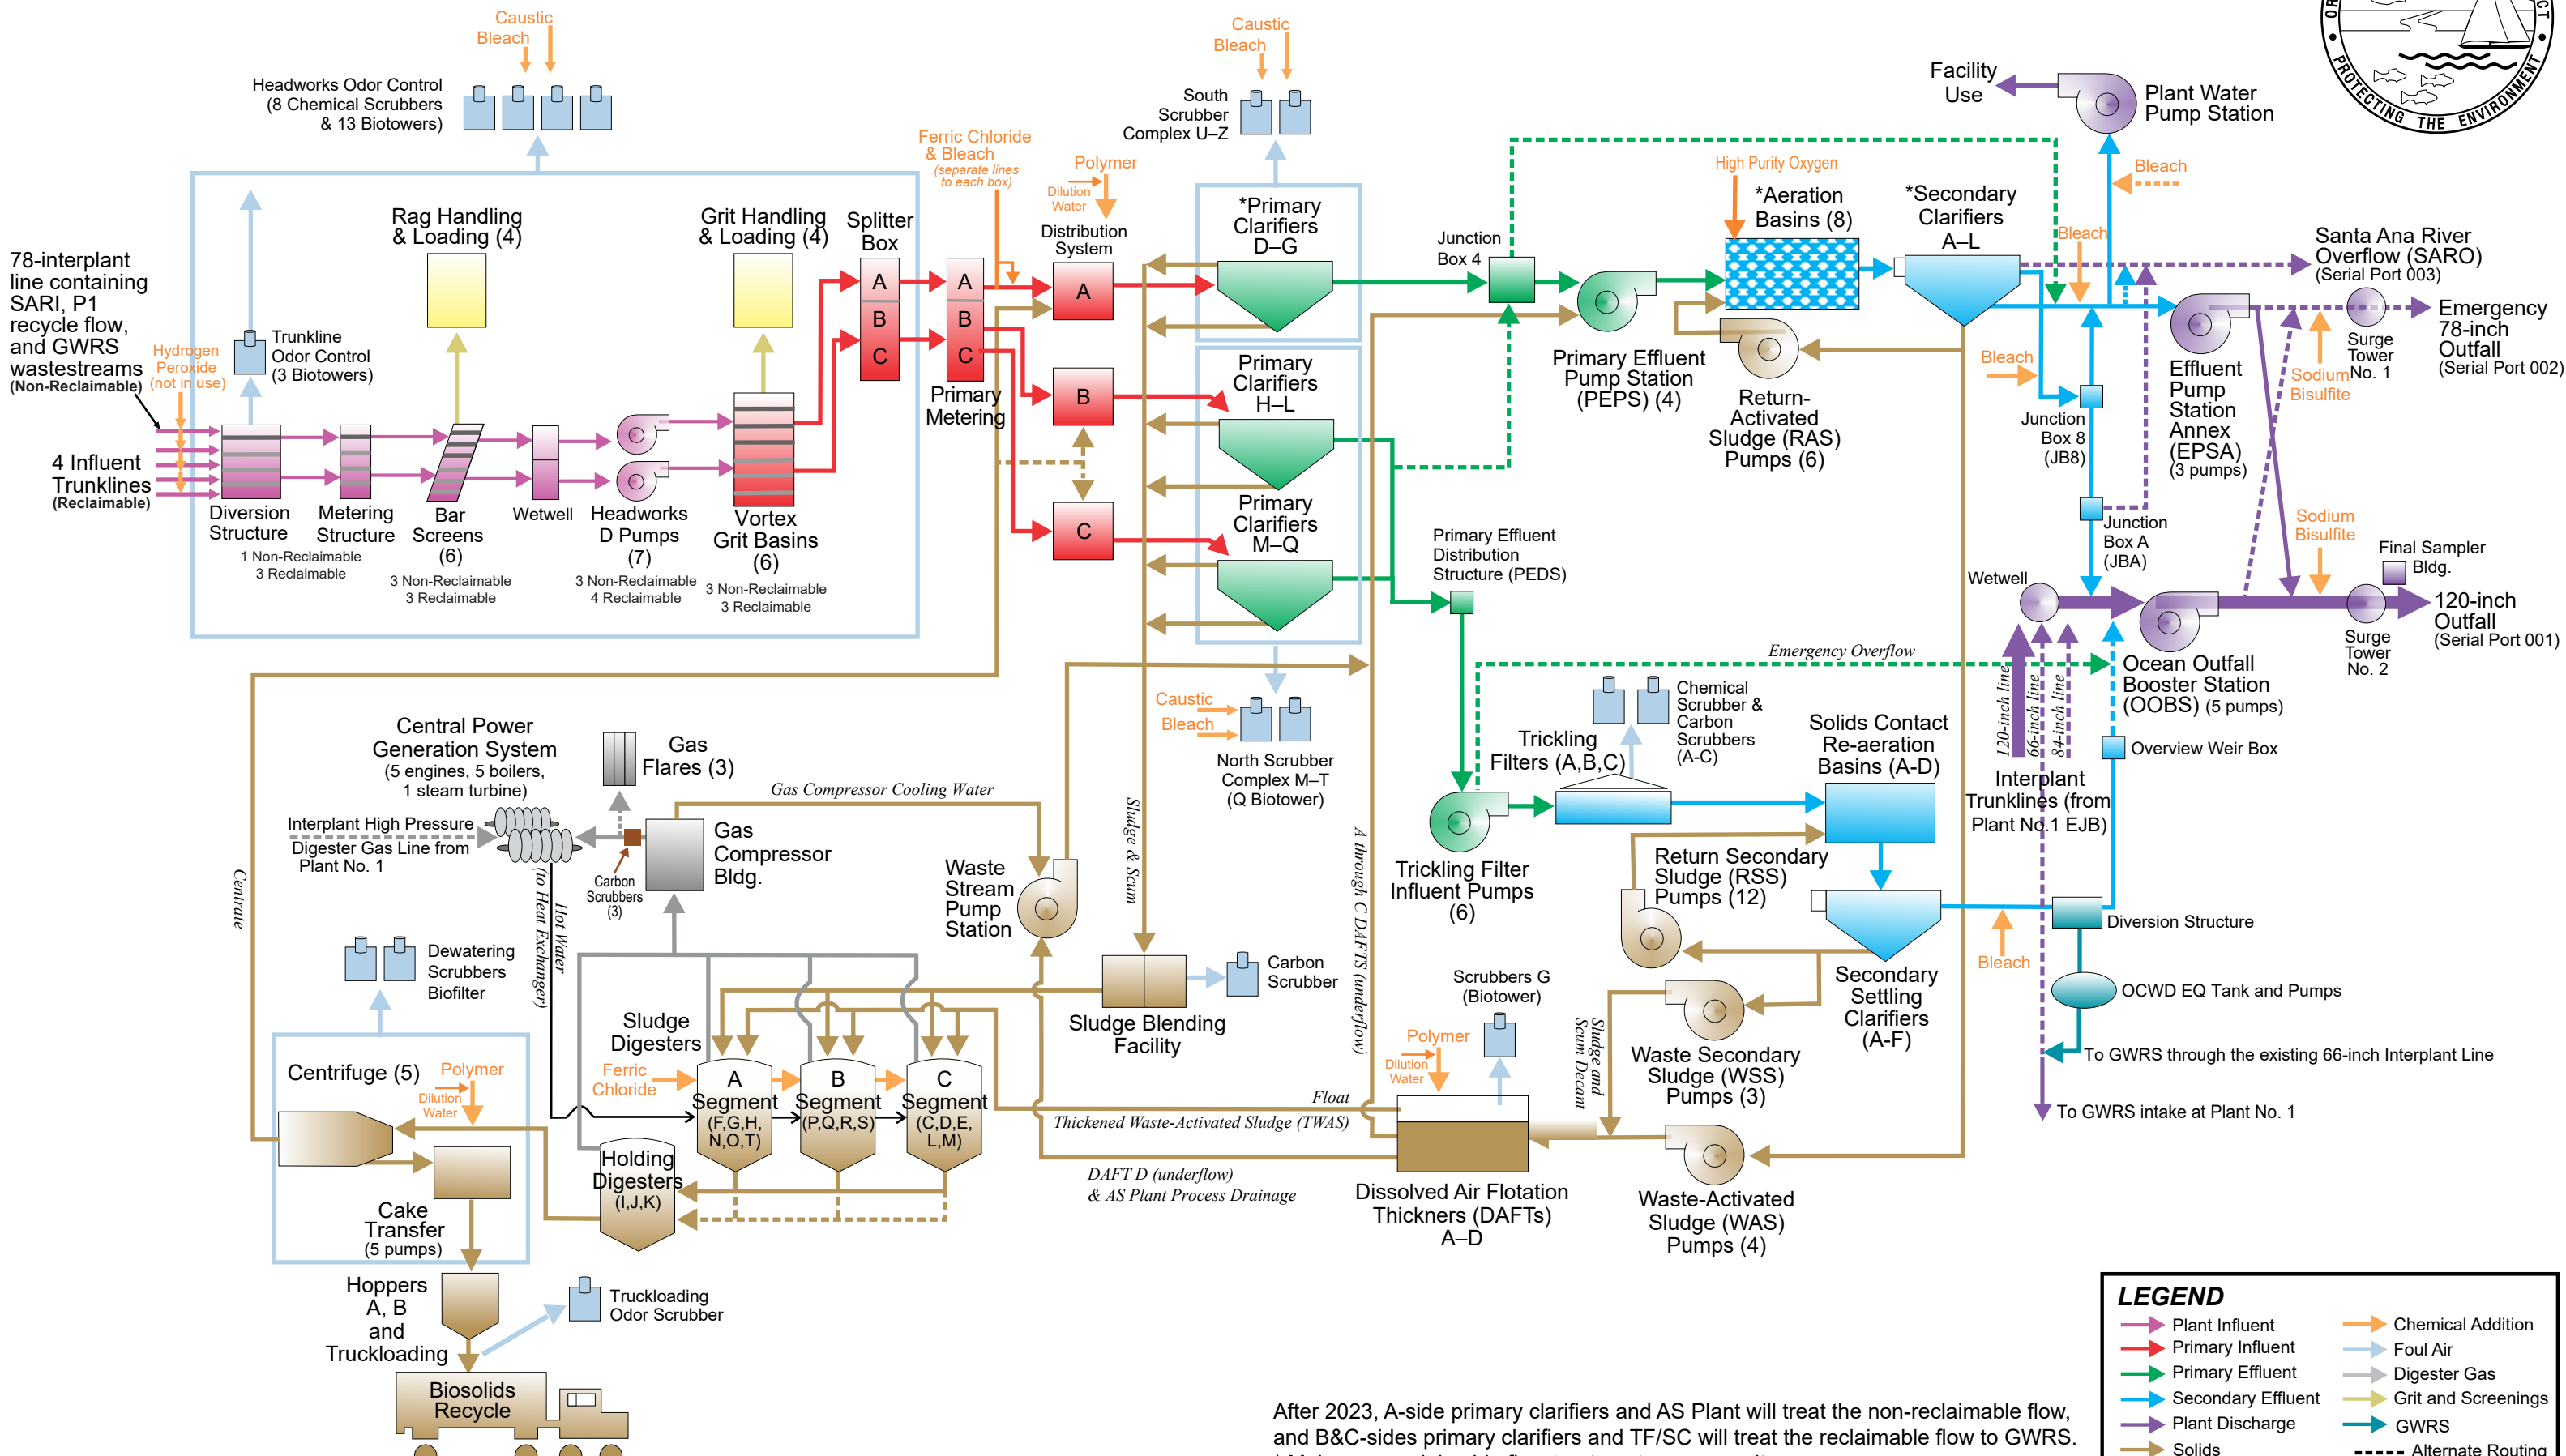 Caustic
Bleach
Headworks Odor Control
(8 Chemical Scrubbers
& 13 Biotowers)
Caustic
Bleach
South
Scrubber
Complex U–Z
PROTECTING THE ENVIRONMENT
Facility
Use
Plant Water
Pump Station
Bleach
Ferric Chloride
& Bleach
(separate lines
to each box)
Polymer
Dilution
Water
Distribution
System
High Purity Oxygen
*Aeration
Basins (8)
*Secondary
Clarifiers
A–L
*Primary
Clarifiers
D–G
Rag Handling
& Loading (4)
Grit Handling
& Loading (4)
Splitter
Box
A
B
C
A
B
C
Primary
Metering
A
B
C
78-interplant
line containing
SARI, P1
recycle flow,
and GWRS
wastestreams
(Non-Reclaimable)
Hydrogen
Peroxide
(not in use)
Trunkline
Odor Control
(3 Biotowers)
4 Influent
Trunklines
(Reclaimable)
Diversion
Structure
Metering
Structure
1 Non-Reclaimable
3 Reclaimable
Bar
Screens
(6)
3 Non-Reclaimable
3 Reclaimable
Wetwell
Headworks
D Pumps
(7)
3 Non-Reclaimable
4 Reclaimable
Vortex
Grit Basins
(6)
3 Non-Reclaimable
3 Reclaimable
Primary
Clarifiers
H–L
Primary
Clarifiers
M–Q
Junction
Box 4
Primary Effluent
Pump Station
(PEPS) (4)
Return-
Activated
Sludge (RAS)
Pumps (6)
Bleach
Bleach
Junction
Box 8
(JB8)
Junction
Box A
(JBA)
Effluent
Pump
Station
Annex
(EPSA)
(3 pumps)
Santa Ana River
Overflow (SARO)
(Serial Port 003)
Emergency
78-inch
Outfall
(Serial Port 002)
Surge
Tower
No. 1
Sodium
Bisulfite
Sodium
Bisulfite
Final Sampler
Bldg.
Wetwell
120-inch
Outfall
(Serial Port 001)
Surge
Tower
No. 2
Ocean Outfall
Booster Station
(OOBS) (5 pumps)
Overview Weir Box
120-inch line
66-inch line
84-inch line
Interplant
Trunklines (from
Plant No.1 EJB)
Primary Effluent
Distribution
Structure (PEDS)
Emergency Overflow
Chemical
Scrubber &
Carbon
Scrubbers
(A-C)
Trickling
Filters (A,B,C)
Solids Contact
Re-aeration
Basins (A-D)
Trickling Filter
Influent Pumps
(6)
Return Secondary
Sludge (RSS)
Pumps (12)
Secondary
Settling
Clarifiers
(A-F)
Bleach
Diversion Structure
OCWD EQ Tank and Pumps
To GWRS through the existing 66-inch Interplant Line
To GWRS intake at Plant No. 1
Caustic
Bleach
North Scrubber
Complex M–T
(Q Biotower)
Central Power
Generation System
(5 engines, 5 boilers,
1 steam turbine)
Gas
Flares (3)
Interplant High Pressure
Digester Gas Line from
Plant No. 1
Carbon
Scrubbers
(3)
Gas
Compressor
Bldg.
Gas Compressor Cooling Water
Waste
Stream
Pump
Station
Sludge & Scum
A through C DAFTS (underflow)
Centrate
Hot Water
(to Heat Exchanger)
Dewatering
Scrubbers
Biofilter
Carbon
Scrubber
Sludge Blending
Facility
Scrubbers G
(Biotower)
Polymer
Dilution
Water
Sludge and
Scum Decant
Waste Secondary
Sludge (WSS)
Pumps (3)
Sludge
Digesters
Ferric
Chloride
A
Segment
(F,G,H,
N,O,T)
B
Segment
(P,Q,R,S)
C
Segment
(C,D,E,
L,M)
Float
Thickened Waste-Activated Sludge (TWAS)
DAFT D (underflow)
& AS Plant Process Drainage
Dissolved Air Flotation
Thickners (DAFTs)
A–D
Waste-Activated
Sludge (WAS)
Pumps (4)
Centrifuge (5)
Polymer
Dilution
Water
Holding
Digesters
(I,J,K)
Cake
Transfer
(5 pumps)
Hoppers
A, B
and
Truckloading
Truckloading
Odor Scrubber
Biosolids
Recycle
After 2023, A-side primary clarifiers and AS Plant will treat the non-reclaimable flow,
and B&C-sides primary clarifiers and TF/SC will treat the reclaimable flow to GWRS.
LEGEND
Plant Influent
Primary Influent
Primary Effluent
Secondary Effluent
Plant Discharge
Solids
Chemical Addition
Foul Air
Digester Gas
Grit and Screenings
GWRS
Alternate Routing